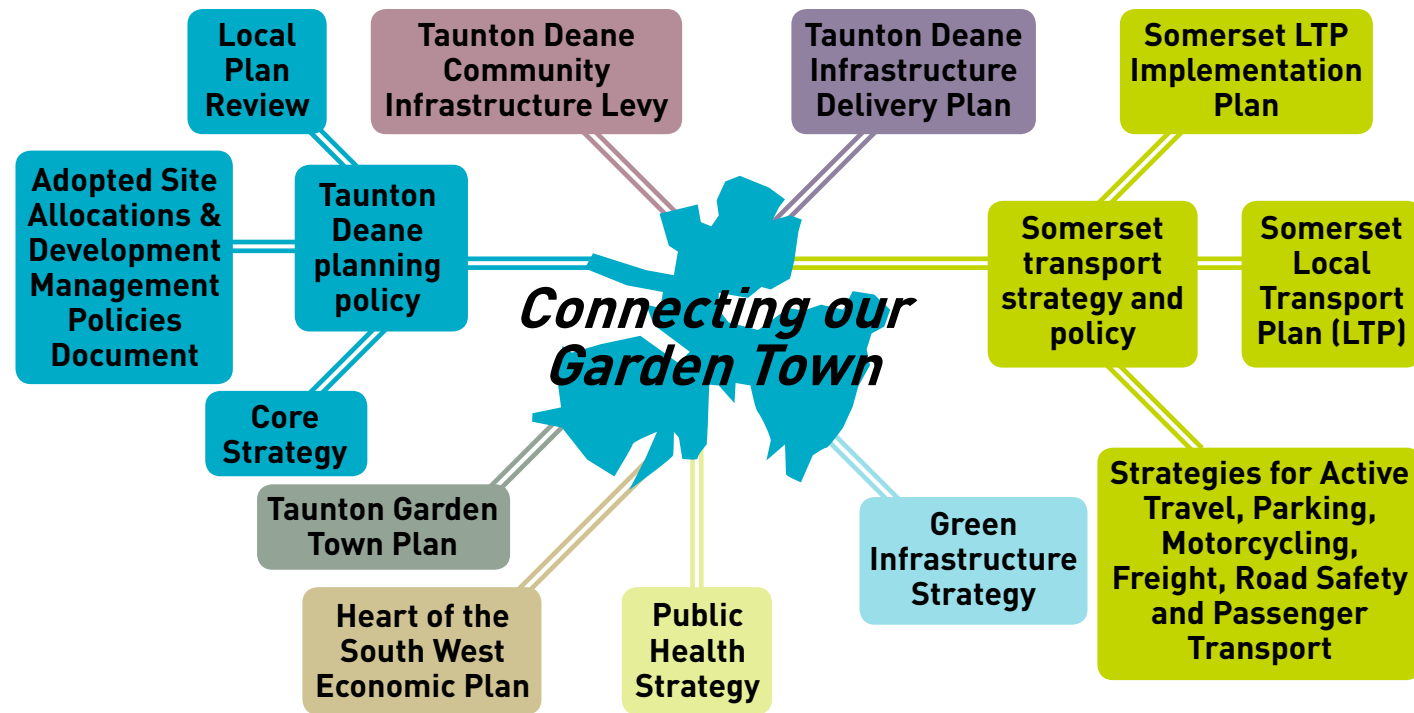 Local
Plan
Review
Taunton Deane
Community
Infrastructure Levy
Taunton Deane
Infrastructure
Delivery Plan
Somerset LTP
Implementation
Plan
Adopted Site
Allocations &
Development
Management
Policies
Document
Taunton
Deane
planning
policy
Somerset
transport
strategy and
policy
Somerset
Local
Transport
Plan (LTP)
Connecting our
Garden Town
Core
Strategy
Taunton Garden
Town Plan
Heart of the
South West
Economic Plan
Public
Health
Strategy
Green
Infrastructure
Strategy
Strategies for Active
Travel, Parking,
Motorcycling,
Freight, Road Safety
and Passenger
Transport